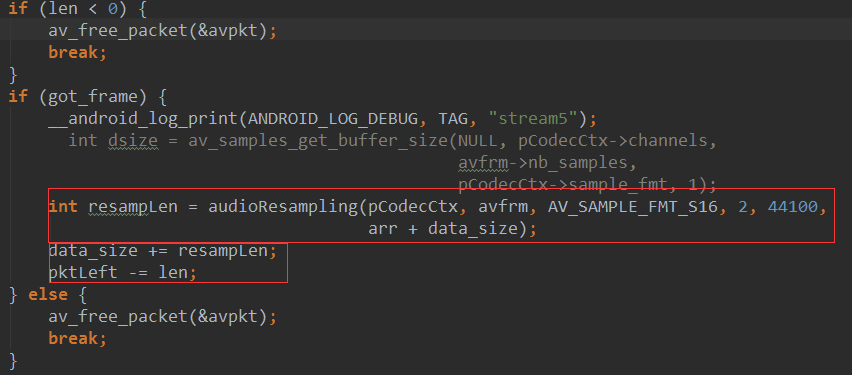 if (len < 0) {
    av_free_packet(&avpkt);
    break;
}
if (got_frame) {
    __android_log_print(ANDROID_LOG_DEBUG, TAG, "stream5");
      int dsize = av_samples_get_buffer_size(NULL, pCodecCtx->channels,
                                             avfrm->nb_samples,
                                             pCodecCtx->sample_fmt, 1);
    int resampLen = audioResampling(pCodecCtx, avfrm, AV_SAMPLE_FMT_S16, 2, 44100,
                                    arr + data_size);
    data_size += resampLen;
    pktLeft -= len;
} else {
    av_free_packet(&avpkt);
    break;
}